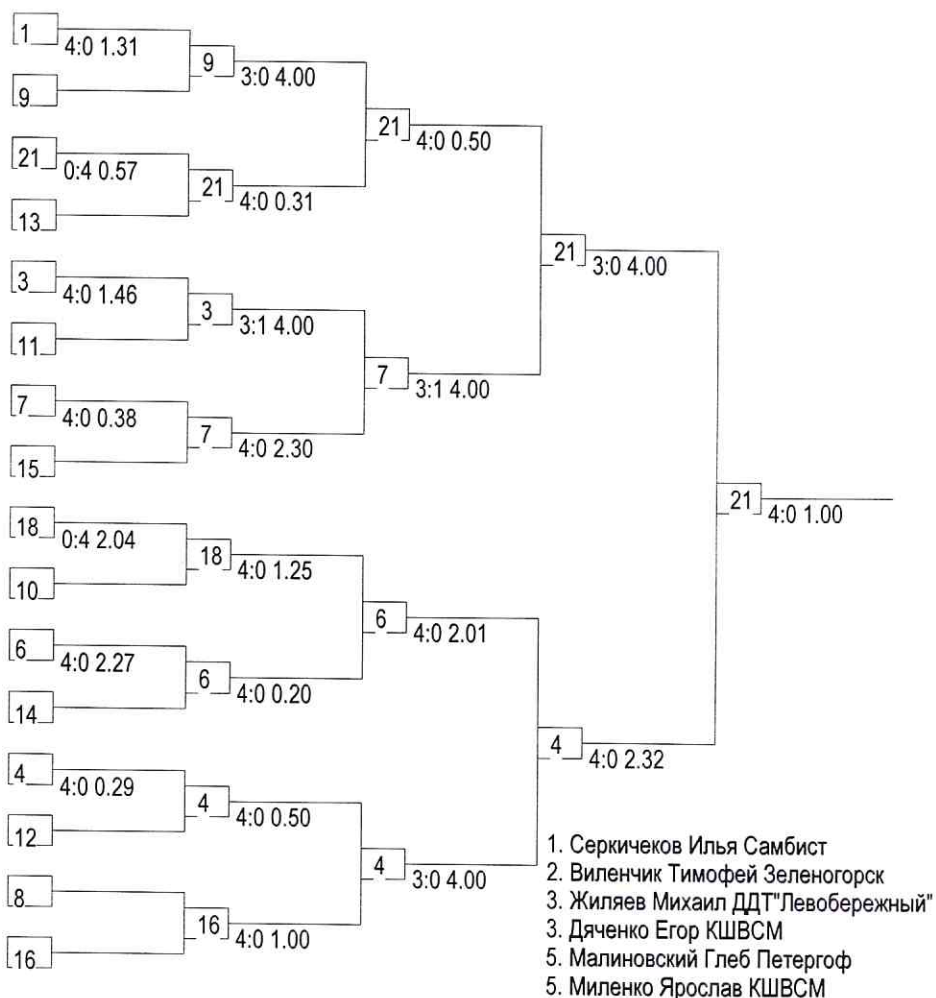 1 4:0 1.31
9 3:0 4.00
9
21 4:0 0.50
21 0:4 0.57
21 4:0 0.31
13
21 3:0 4.00
3 4:0 1.46
3 3:1 4.00
11
7 3:1 4.00
7 4:0 0.38
7 4:0 2.30
15
21 4:0 1.00
18 0:4 2.04
18 4:0 1.25
10
6 4:0 2.01
6 4:0 2.27
6 4:0 0.20
14
4 4:0 2.32
4 4:0 0.29
4 4:0 0.50
12
4 3:0 4.00
8
16 4:0 1.00
16
1. Серкичеков Илья Самбист
2. Виленчик Тимофей Зеленогорск
3. Жиляев Михаил ДДТ"Левобережный"
3. Дяченко Егор КШВСМ
5. Малиновский Глеб Петергоф
5. Миленко Ярослав КШВСМ